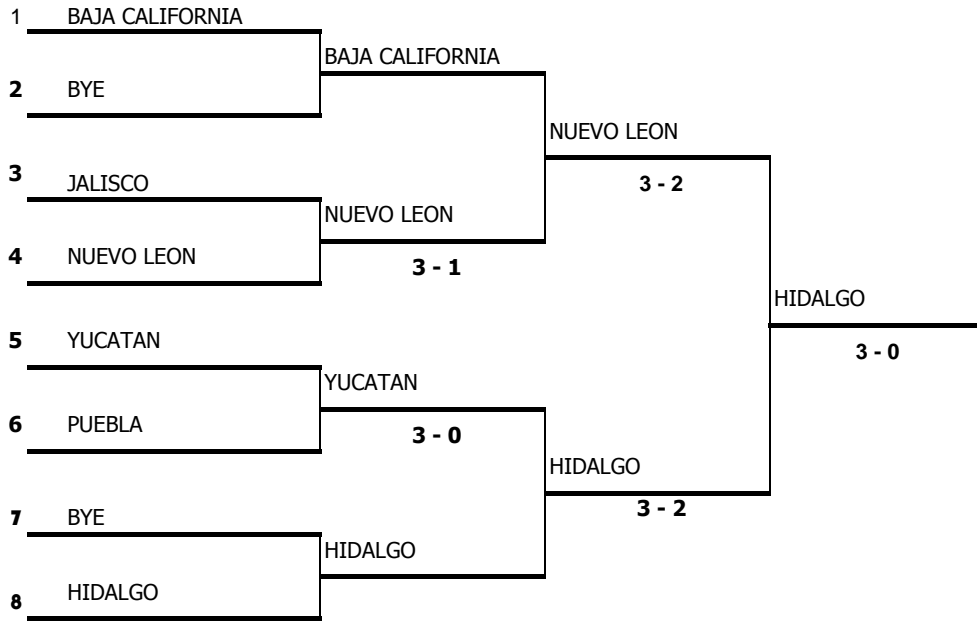 1 BAJA CALIFORNIA
BAJA CALIFORNIA
2 BYE
NUEVO LEON
3 JALISCO
3 - 2
NUEVO LEON
4 NUEVO LEON
3 - 1
HIDALGO
5 YUCATAN
3 - 0
YUCATAN
6 PUEBLA
3 - 0
HIDALGO
3 - 2
7 BYE
HIDALGO
8 HIDALGO